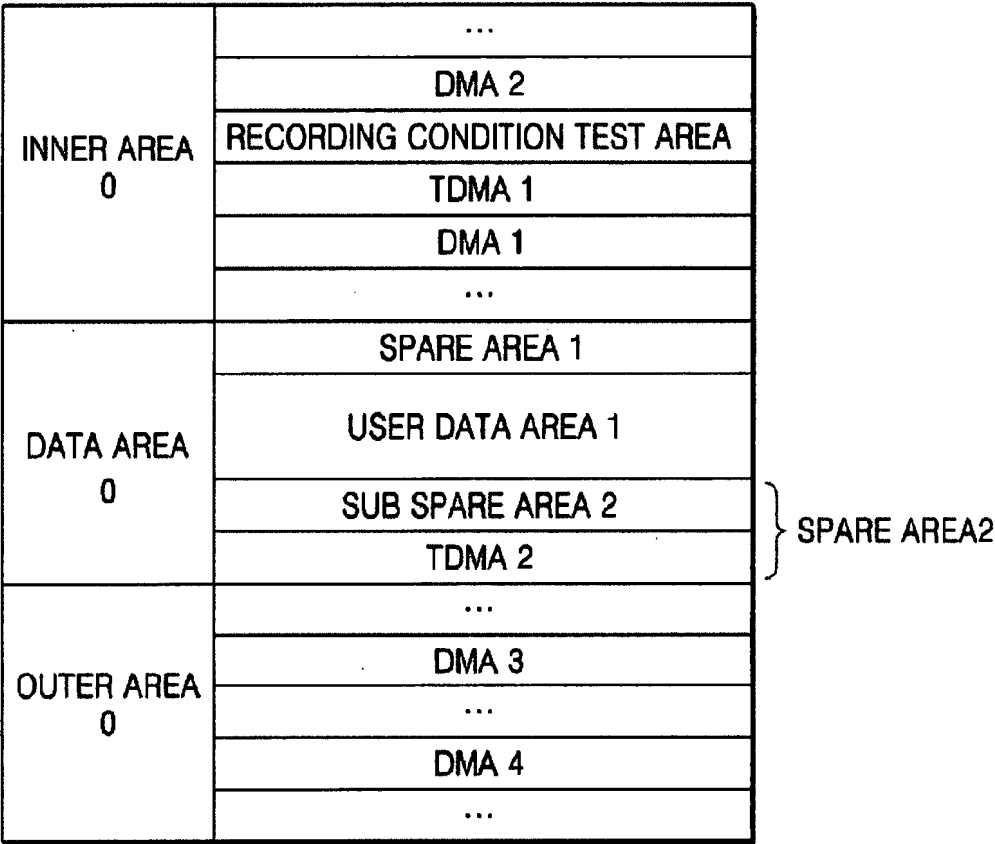 ...
DMA 2
INNER AREA
0
RECORDING CONDITION TEST AREA
TDMA 1
DMA 1
...
DATA AREA
0
SPARE AREA 1
USER DATA AREA 1
SUB SPARE AREA 2
TDMA 2
SPARE AREA2
OUTER AREA
0
...
DMA 3
...
DMA 4
...